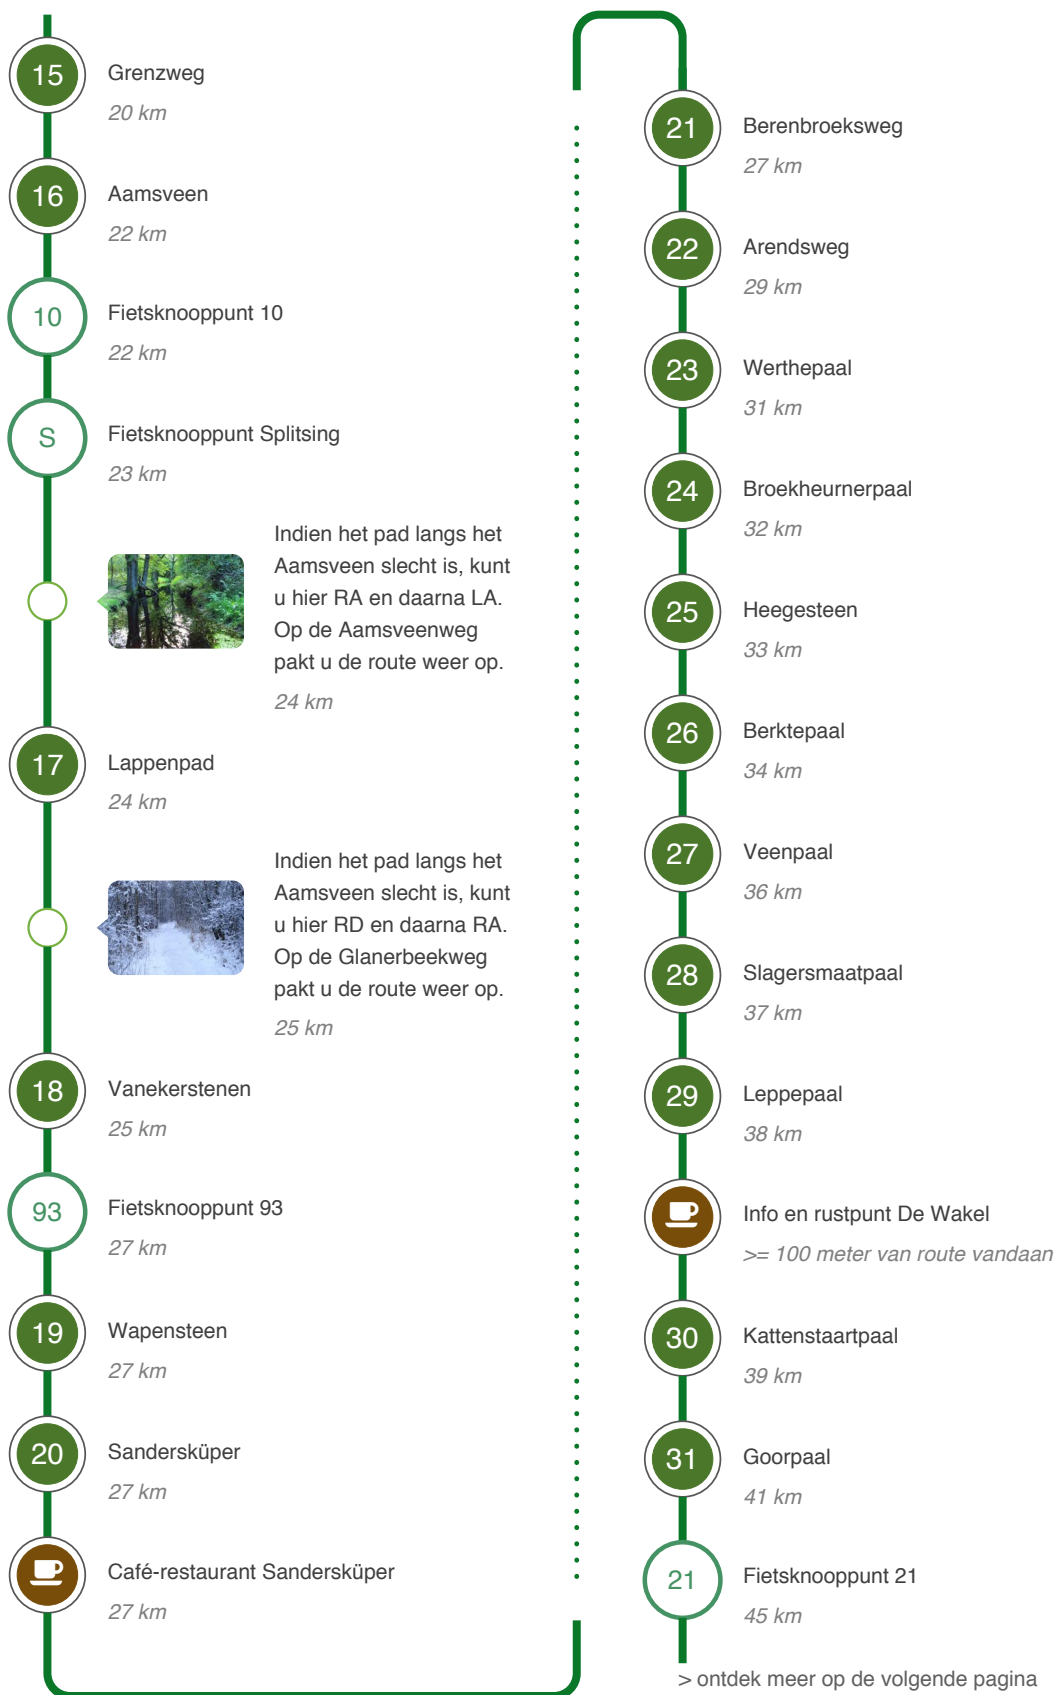 15
Grenzweg
20 km
16
Aamsveen
22 km
10
Fietsknooppunt 10
22 km
S
Fietsknooppunt Splitsing
23 km
Indien het pad langs het
Aamsveen slecht is, kunt
u hier RA en daarna LA.
Op de Aamsveenweg
pakt u de route weer op.
24 km
17
Lappenpad
24 km
Indien het pad langs het
Aamsveen slecht is, kunt
u hier RD en daarna RA.
Op de Glanerbeekweg
pakt u de route weer op.
25 km
18
Vanekerstenen
25 km
93
Fietsknooppunt 93
27 km
19
Wapensteen
27 km
20
Sandersküper
27 km
Café-restaurant Sandersküper
27 km
21
Berenbroeksweg
27 km
22
Arendsweg
29 km
23
Werthepaal
31 km
24
Broekheurnerpaal
32 km
25
Heegesteen
33 km
26
Berktepaal
34 km
27
Veenpaal
36 km
28
Slagersmaatpaal
37 km
29
Leppepaal
38 km
Info en rustpunt De Wakel
>= 100 meter van route vandaan
30
Kattenstaartpaal
39 km
31
Goorpaal
41 km
21
Fietsknooppunt 21
45 km
> ontdek meer op de volgende pagina